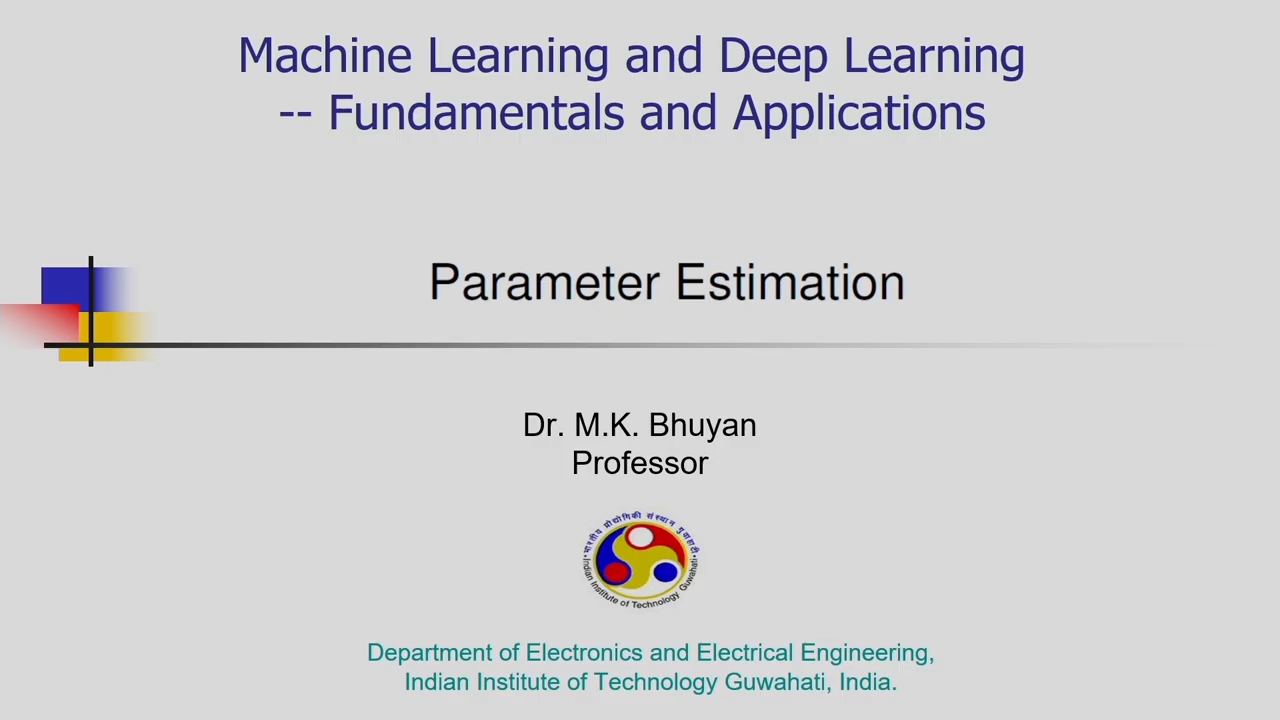 Machine Learning and Deep Learning
-- Fundamentals and Applications
Parameter Estimation
Dr. M.K. Bhuyan
Professor
भारतीय प्रौद्योगिकी संस्थान गुवाहाटी
Indian Institute of Technology Guwahati
Department of Electronics and Electrical Engineering,
Indian Institute of Technology Guwahati, India.